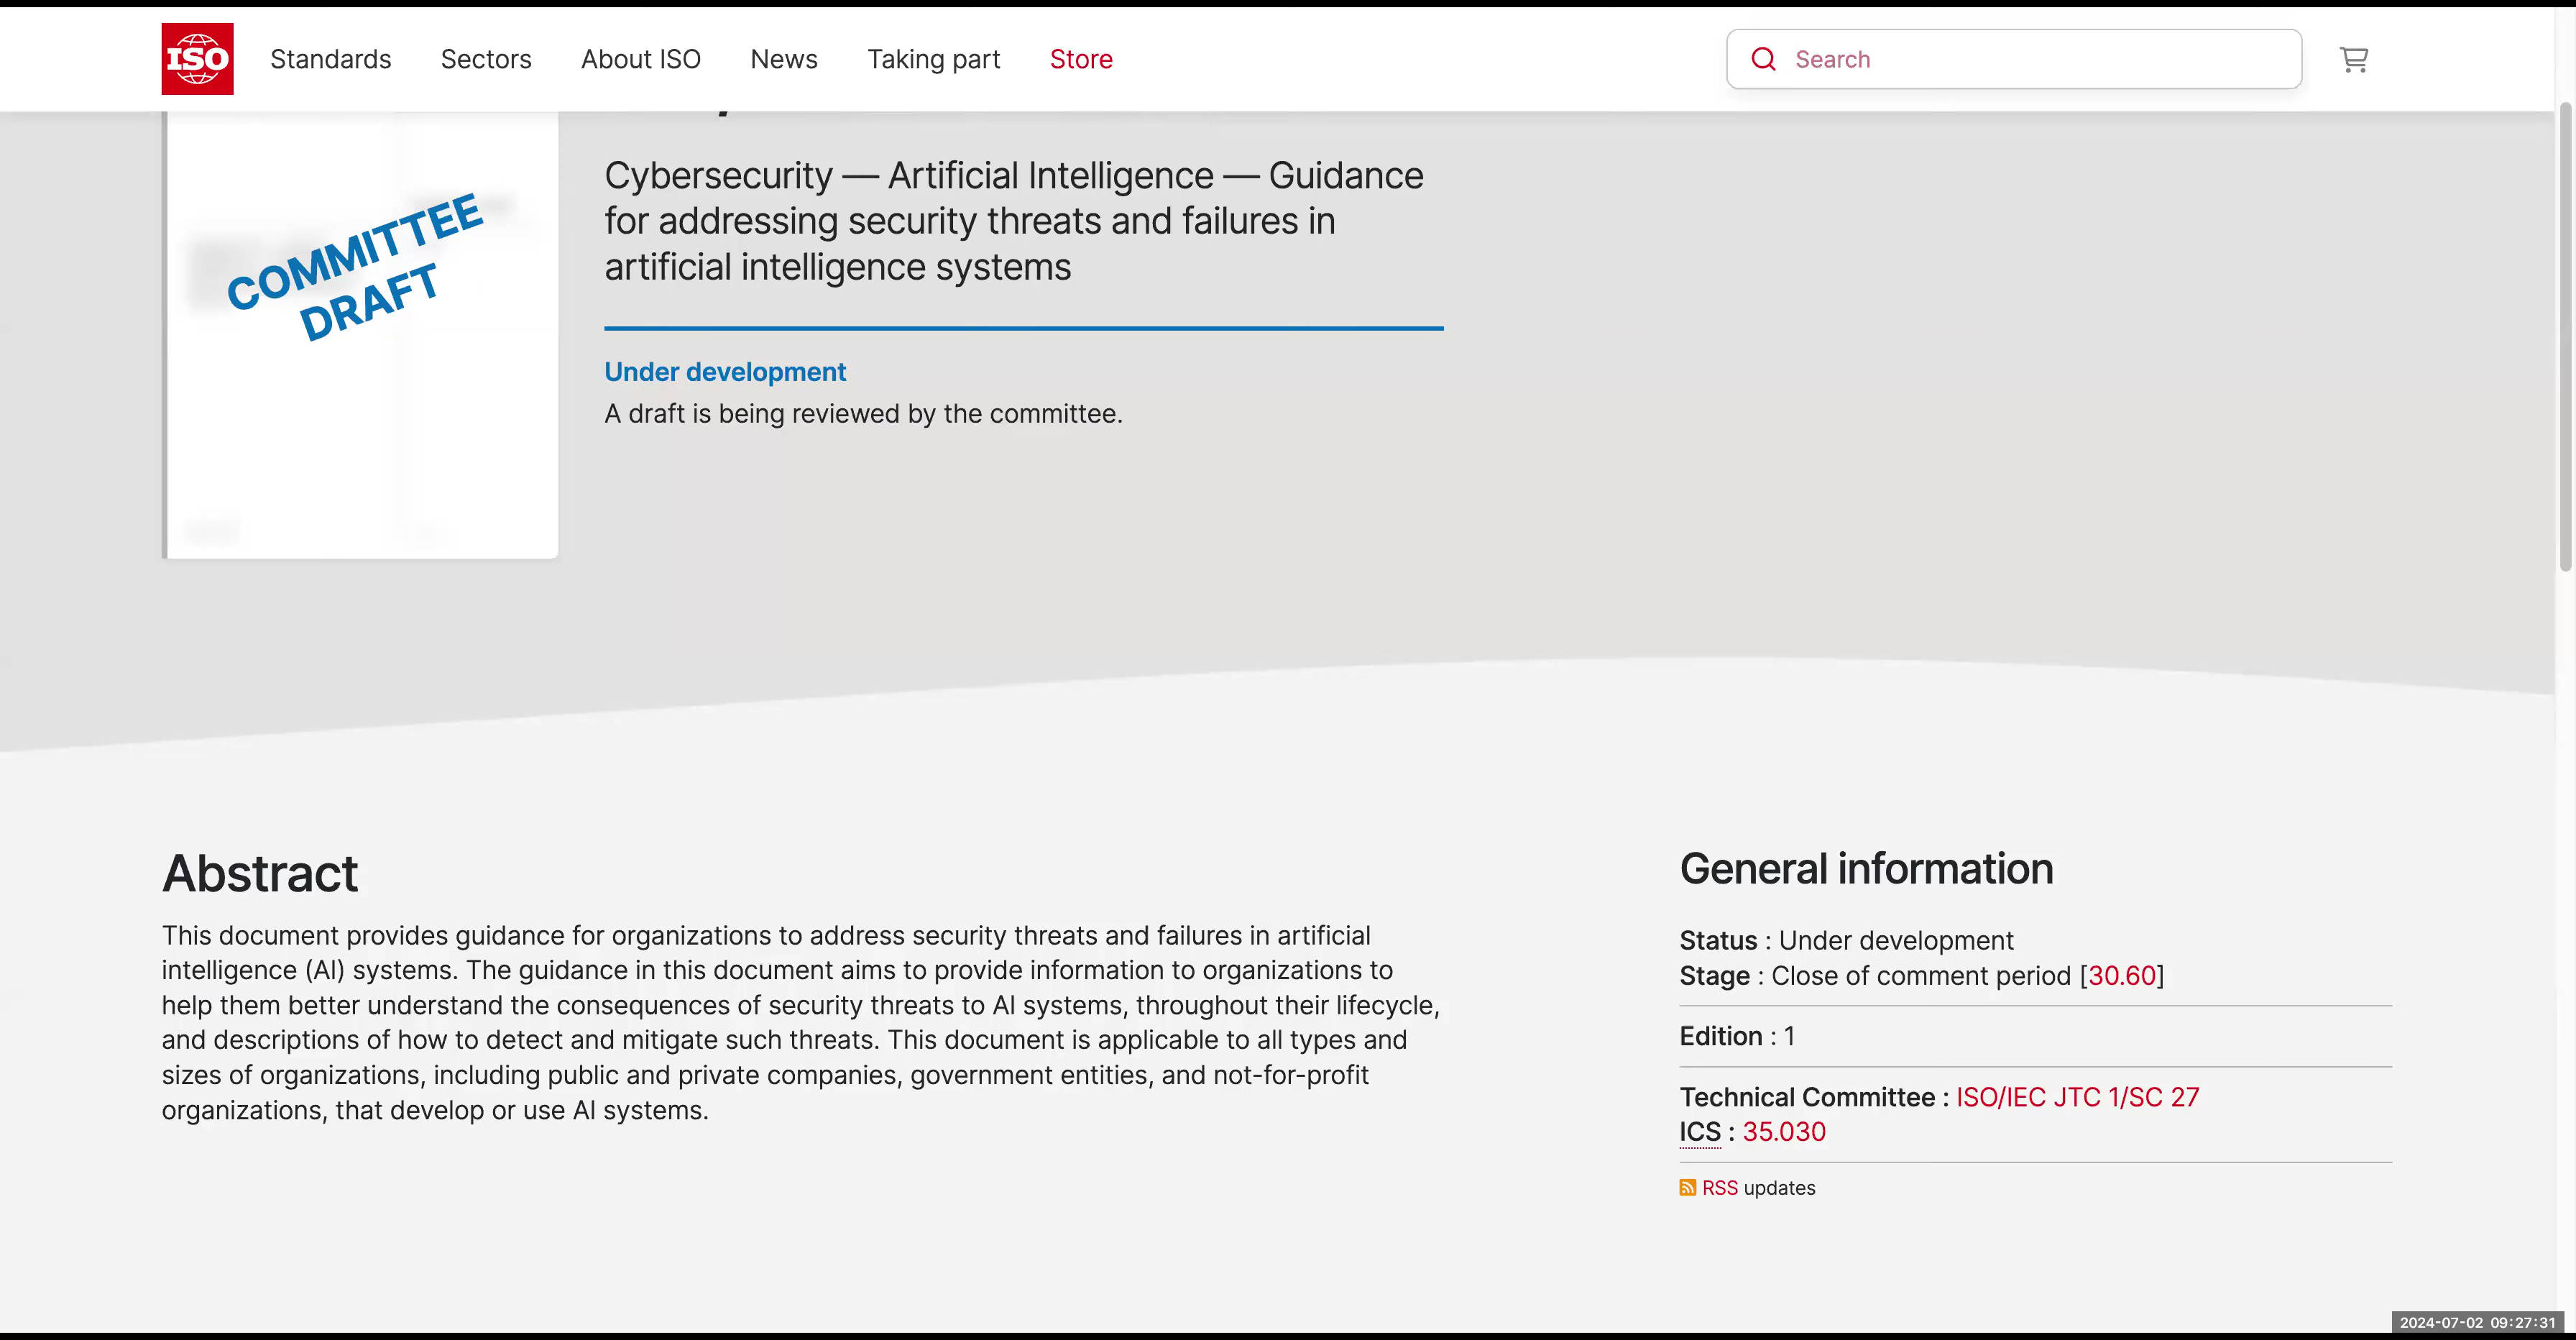 ISO
Standards
Sectors
About ISO
News
Taking part
Store
Search
COMMITTEE
DRAFT
Cybersecurity — Artificial Intelligence — Guidance
for addressing security threats and failures in
artificial intelligence systems
Under development
A draft is being reviewed by the committee.
Abstract
This document provides guidance for organizations to address security threats and failures in artificial
intelligence (AI) systems. The guidance in this document aims to provide information to organizations to
help them better understand the consequences of security threats to AI systems, throughout their lifecycle,
and descriptions of how to detect and mitigate such threats. This document is applicable to all types and
sizes of organizations, including public and private companies, government entities, and not-for-profit
organizations, that develop or use AI systems.
General information
Status : Under development
Stage : Close of comment period [30.60]
Edition : 1
Technical Committee : ISO/IEC JTC 1/SC 27
ICS : 35.030
RSS updates
2024-07-02 09:27:31